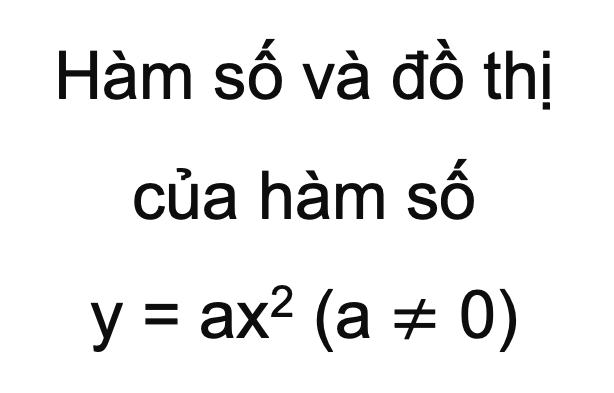 Hàm số và đồ thị
của hàm số
y = ax² (a ≠ 0)